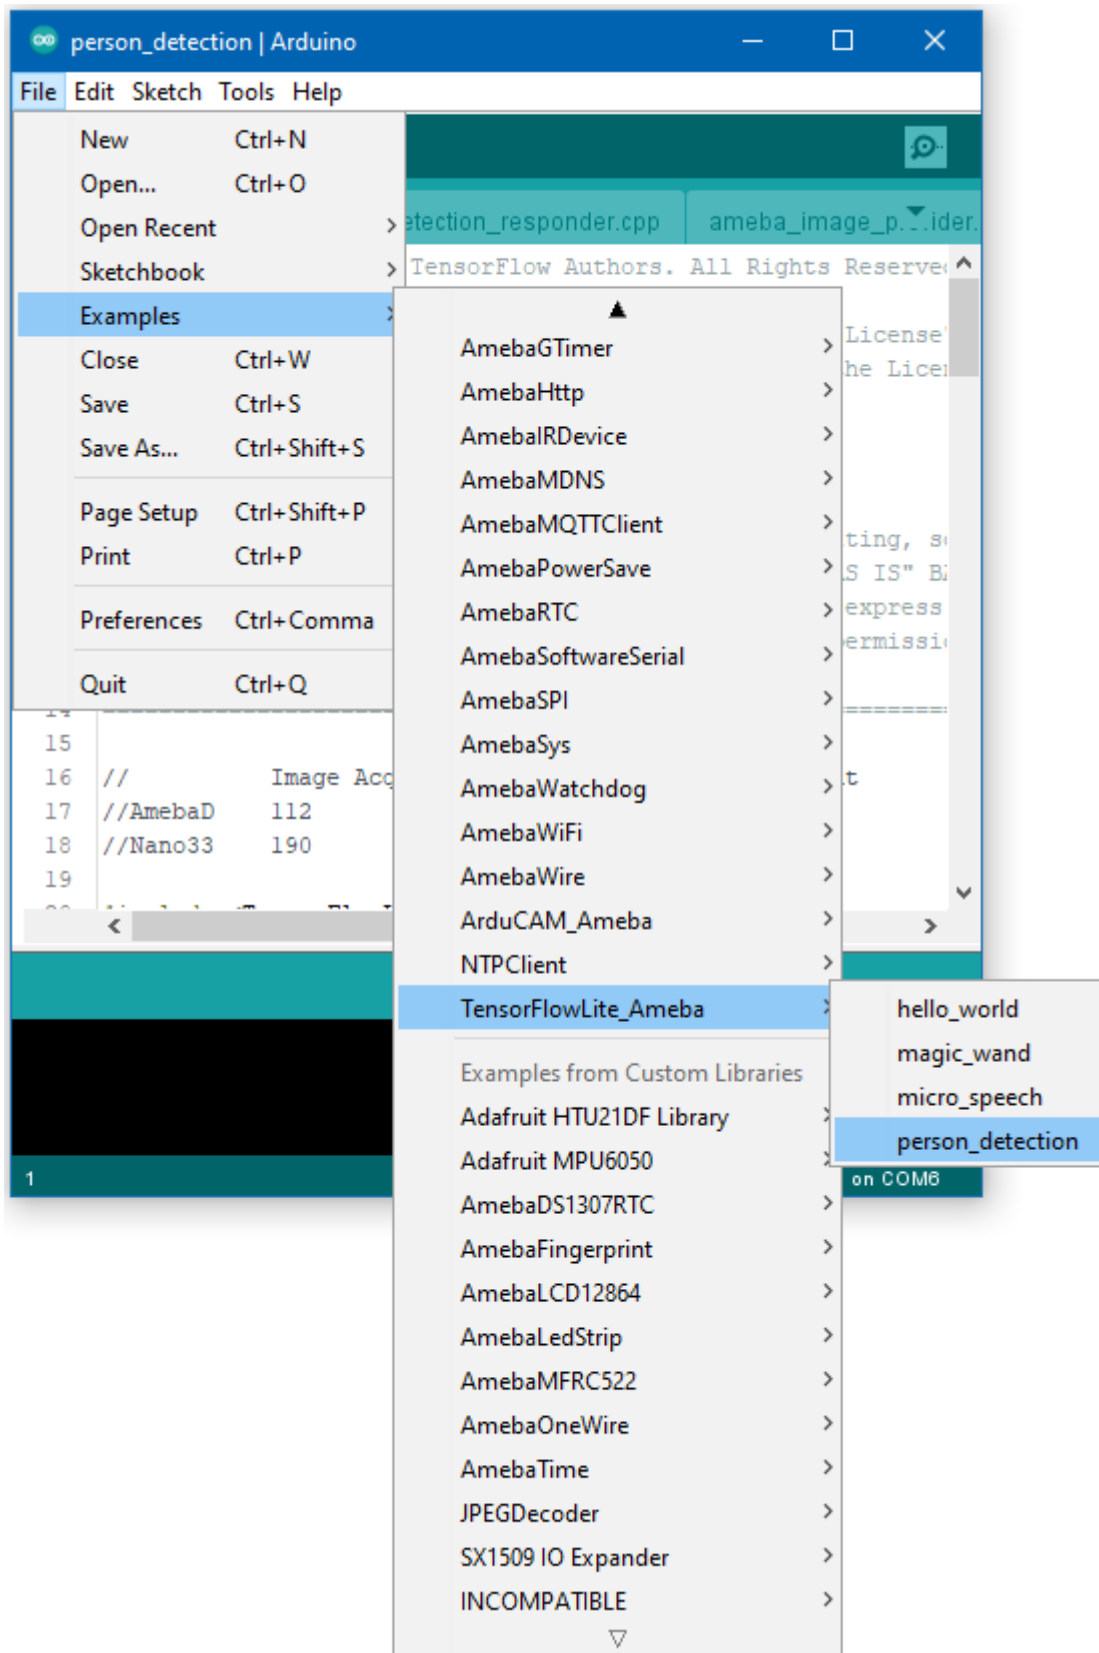 person_detection | Arduino
File Edit Sketch Tools Help
New Ctrl+N
Open... Ctrl+O
Open Recent
Sketchbook
Examples
Close Ctrl+W
Save Ctrl+S
Save As... Ctrl+Shift+S
Page Setup Ctrl+Shift+P
Print Ctrl+P
Preferences Ctrl+Comma
Quit Ctrl+Q
etection_responder.cpp ameba_image_p
ider.
TensorFlow Authors. All Rights Reserve
License"
he Lice
ting, s
S IS" B
express
ermissi
14 ==========
15
16 // Image Acq t
17 //AmebaD 112
18 //Nano33 190
19
AmebaGTimer
AmebaHttp
AmebaIRDevice
AmebaMDNS
AmebaMQTTClient
AmebaPowerSave
AmebaRTC
AmebaSoftwareSerial
AmebaSPI
AmebaSys
AmebaWatchdog
AmebaWiFi
AmebaWire
ArduCAM_Ameba
NTPClient
TensorFlowLite_Ameba
Examples from Custom Libraries
Adafruit HTU21DF Library
Adafruit MPU6050
AmebaDS1307RTC
AmebaFingerprint
AmebaLCD12864
AmebaLedStrip
AmebaMFRC522
AmebaOneWire
AmebaTime
JPEGDecoder
SX1509 IO Expander
INCOMPATIBLE
hello_world
magic_wand
micro_speech
person_detection
1 on COM6